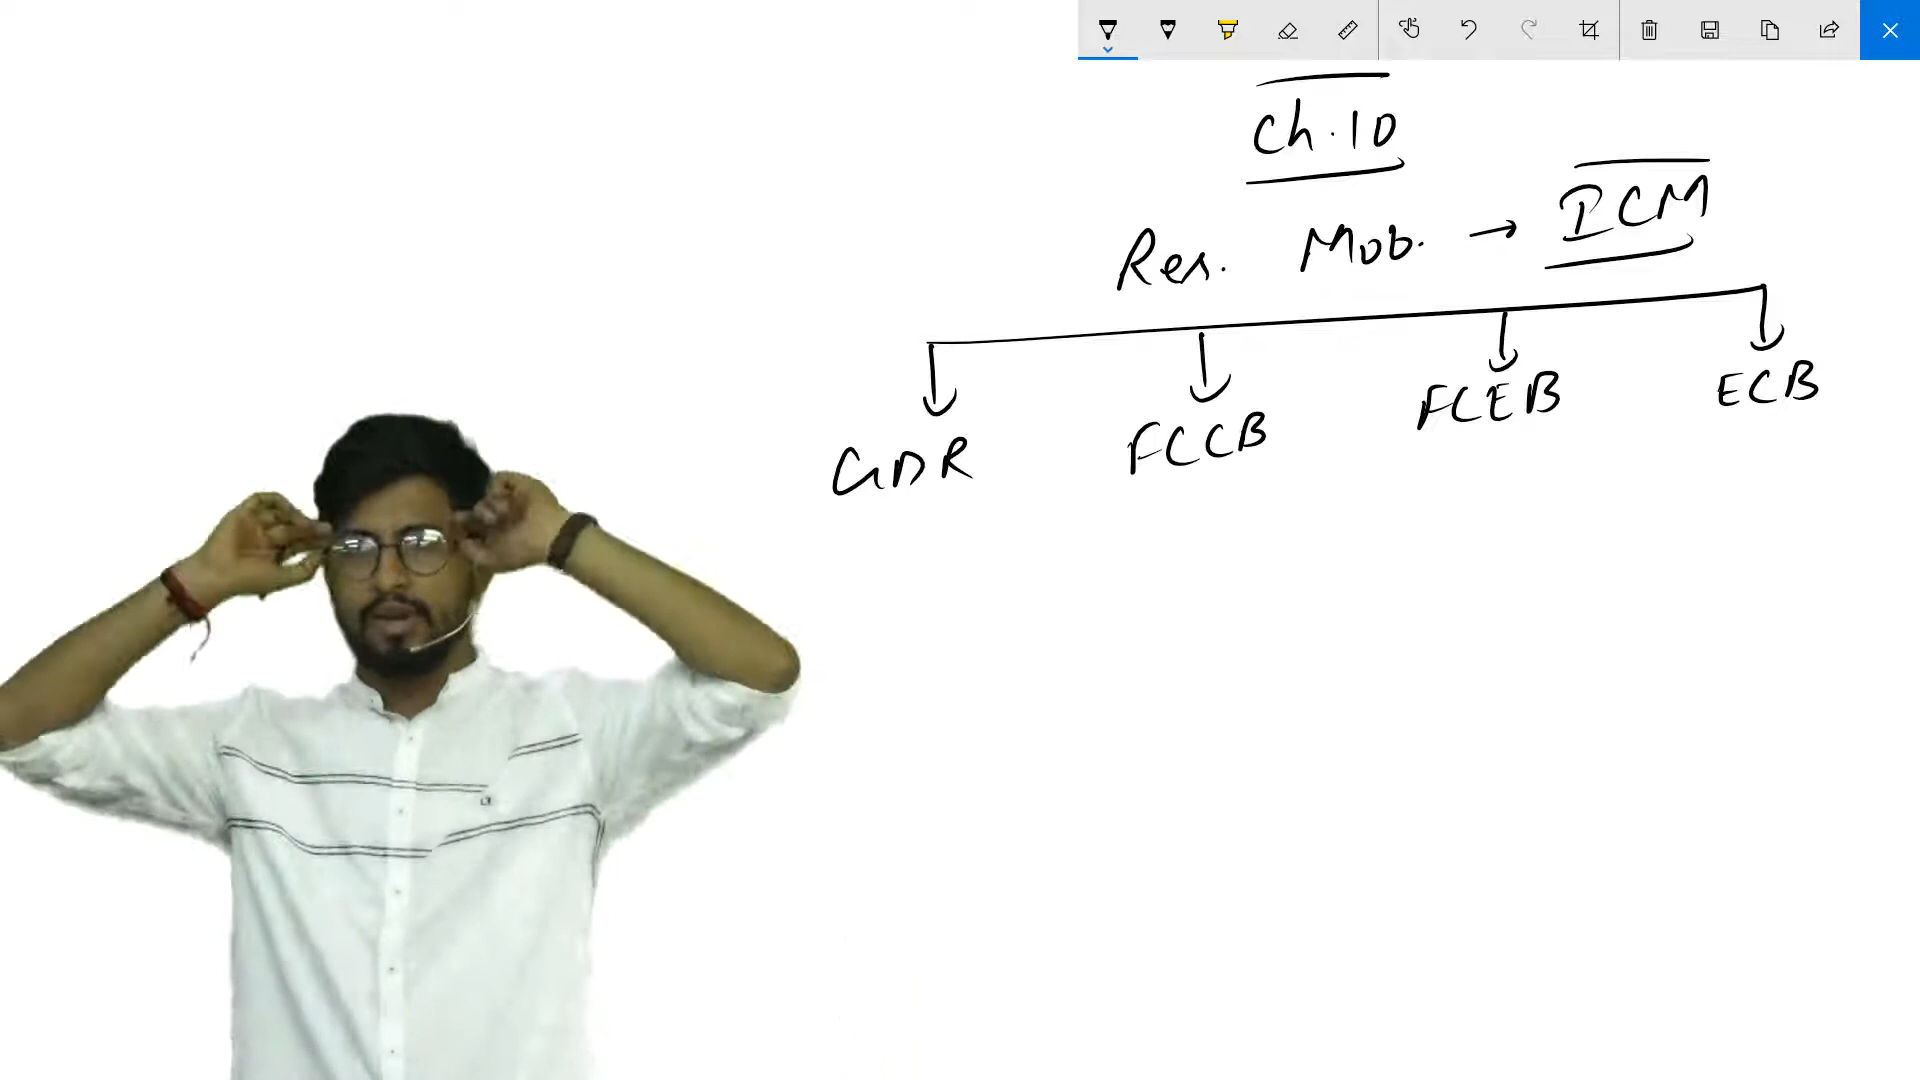 Ch.10
Res. Mob. → ICM
GDR FCCB FCEB ECB